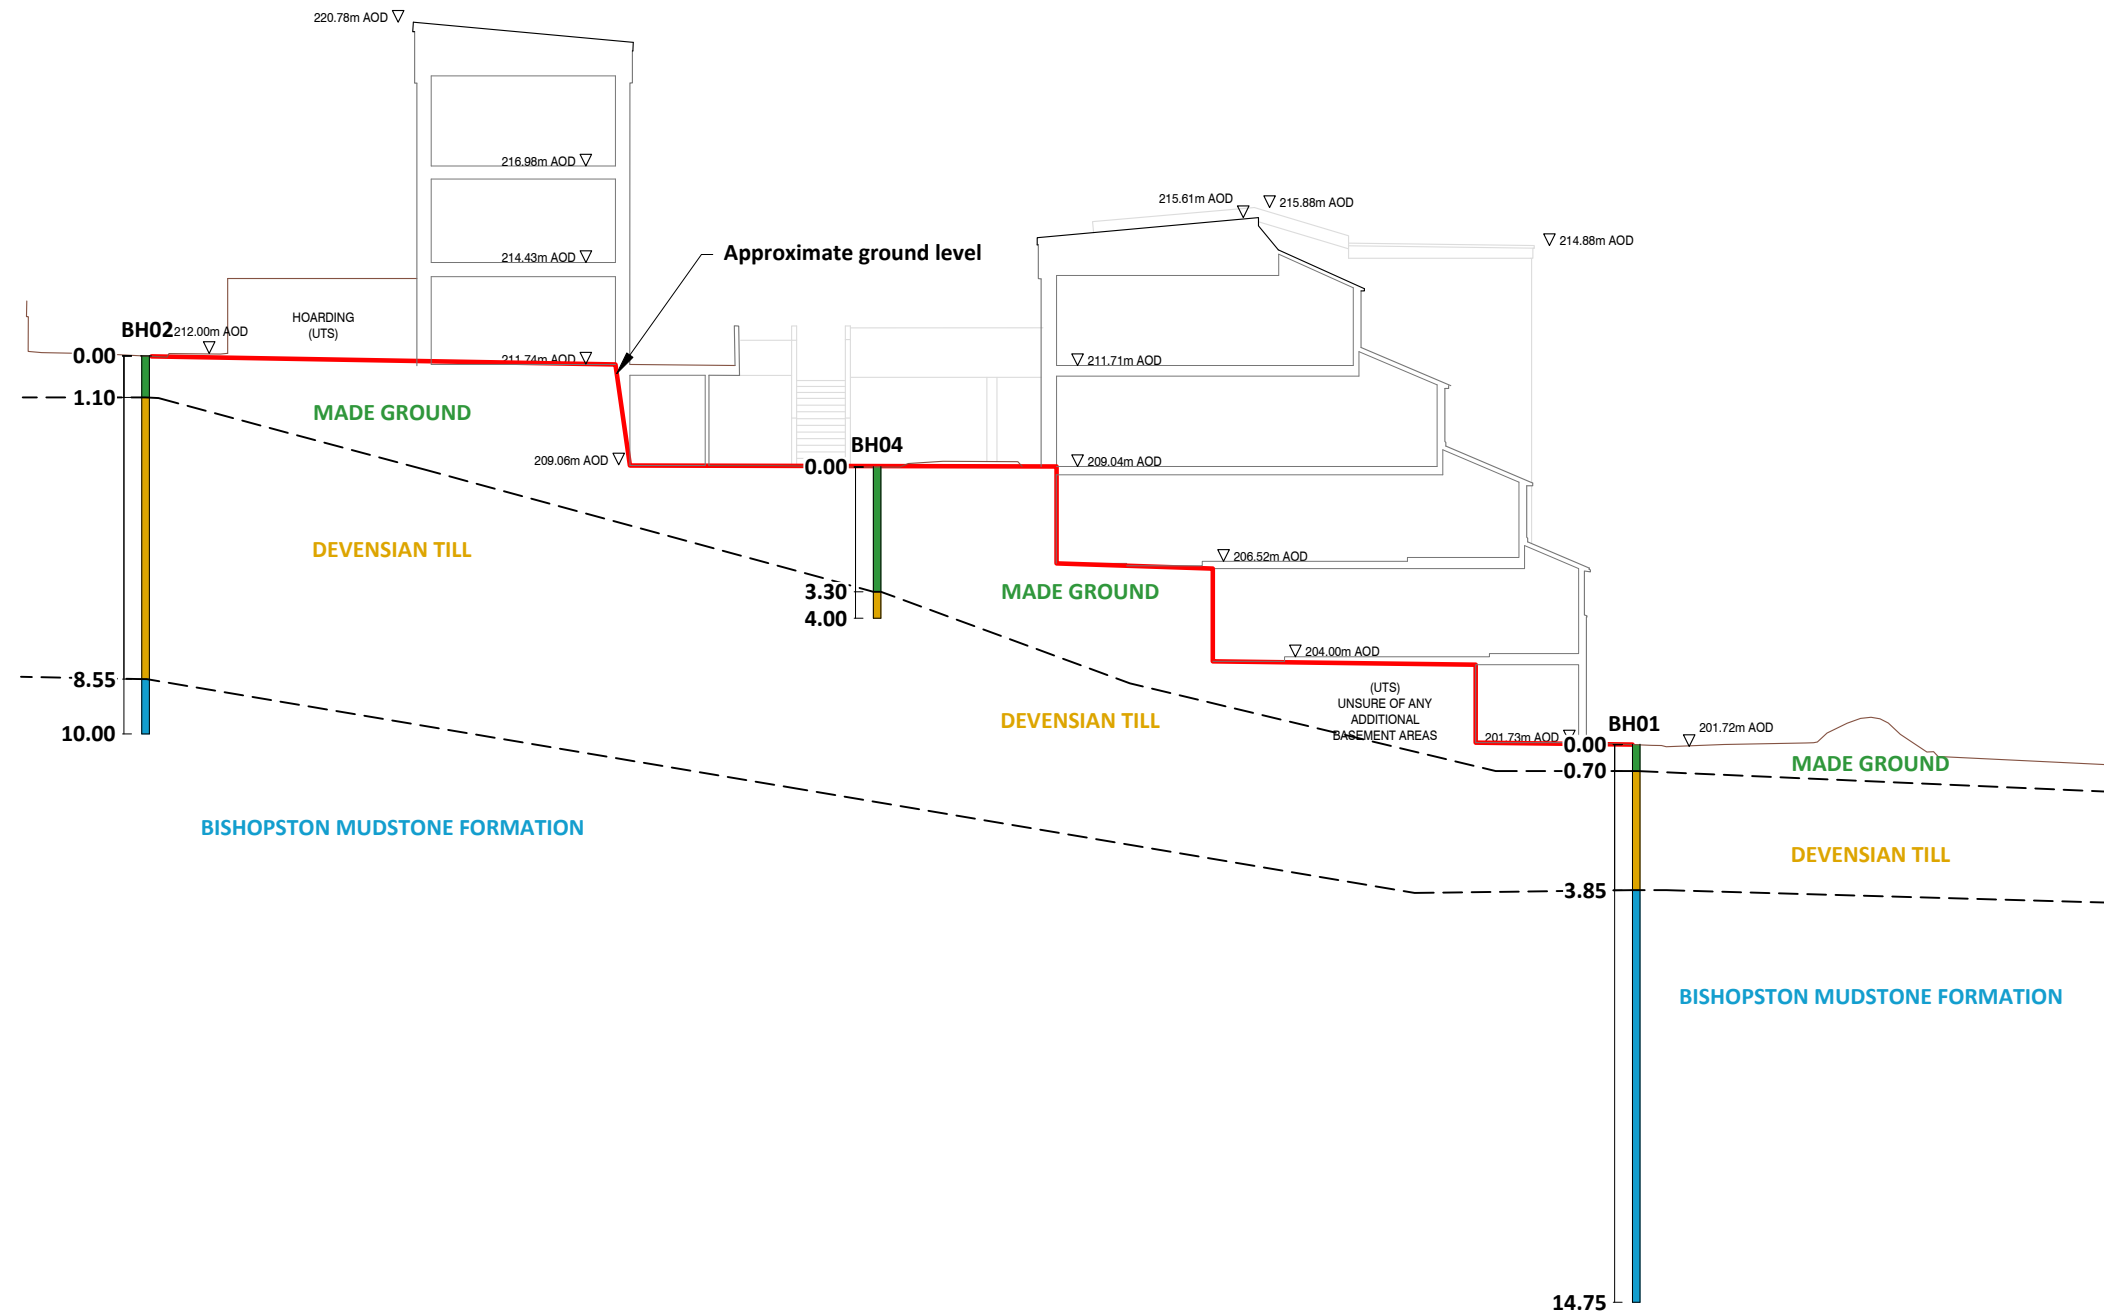 220.78m AOD
216.98m AOD
215.61m AOD
215.88m AOD
214.88m AOD
214.43m AOD
Approximate ground level
HOARDING
(UTS)
BH02
212.00m AOD
0.00
211.74m AOD
211.71m AOD
1.10
MADE GROUND
BH04
209.06m AOD
0.00
209.04m AOD
DEVENSIAN TILL
206.52m AOD
3.30
MADE GROUND
4.00
204.00m AOD
8.55
(UTS)
UNSURE OF ANY
ADDITIONAL
BASEMENT AREAS
DEVENSIAN TILL
10.00
201.73m AOD
BH01
201.72m AOD
0.00
0.70
MADE GROUND
BISHOPSTON MUDSTONE FORMATION
DEVENSIAN TILL
3.85
BISHOPSTON MUDSTONE FORMATION
14.75